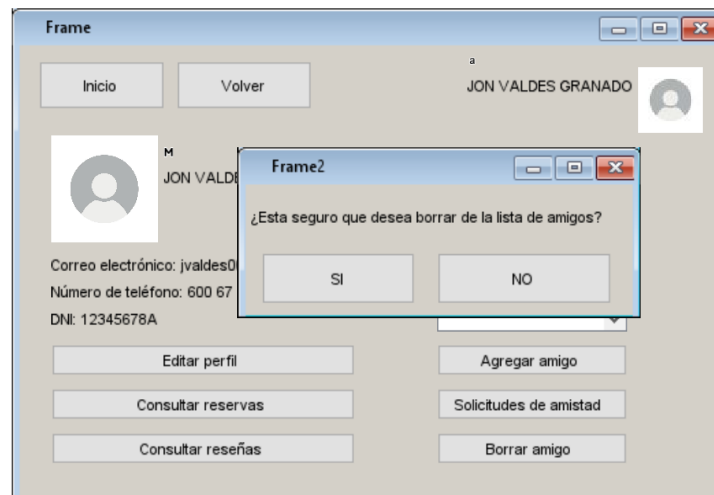 Frame
Inicio
Volver
a
JON VALDES GRANADO
M
JON VALDE
Frame2
¿Esta seguro que desea borrar de la lista de amigos?
SI
NO
Correo electrónico: jvaldes0
Número de teléfono: 600 67
DNI: 12345678A
Editar perfil
Agregar amigo
Consultar reservas
Solicitudes de amistad
Consultar reseñas
Borrar amigo